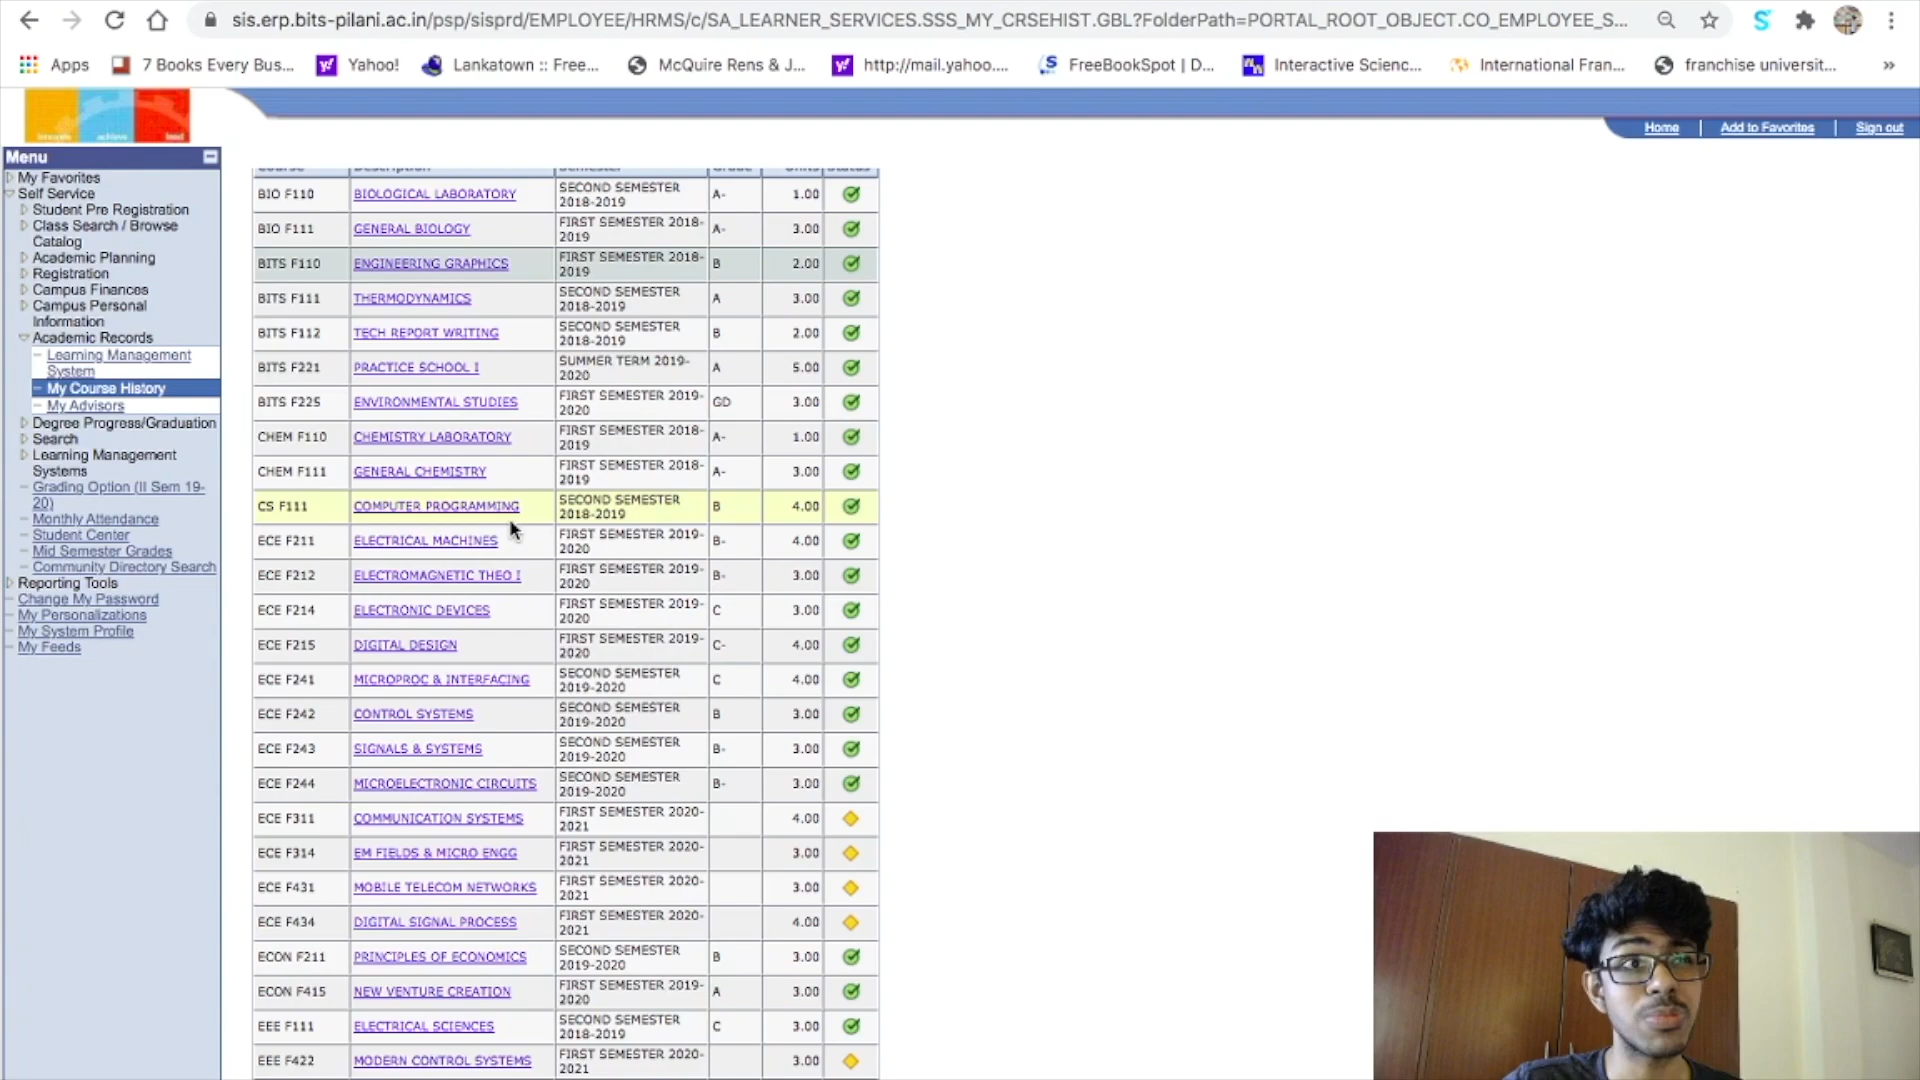 sis.erp.bits-pilani.ac.in/psp/sisprd/EMPLOYEE/HRMS/c/SA_LEARNER_SERVICES.SSS_MY_CRSEHIST.GBL?FolderPath=PORTAL_ROOT_OBJECT.CO_EMPLOYEE_S...
Apps 7 Books Every Bus... Yahoo! Lankatown :: Free... McQuire Rens & J... http://mail.yahoo.... FreeBookSpot | D... Interactive Scienc... International Fran... franchise universit... »
achieve lead
Home Add to Favorites Sign out
Menu
My Favorites
Self Service
Student Pre Registration
Class Search / Browse
Catalog
Academic Planning
Registration
Campus Finances
Campus Personal
Information
Academic Records
Learning Management
System
My Course History
My Advisors
Degree Progress/Graduation
Search
Learning Management
Systems
Grading Option (II Sem 19-
20)
Monthly Attendance
Student Center
Mid Semester Grades
Community Directory Search
Reporting Tools
Change My Password
My Personalizations
My System Profile
My Feeds
Course Description Semester Grade Units Status
BIO F110 BIOLOGICAL LABORATORY SECOND SEMESTER 2018-2019 A- 1.00
BIO F111 GENERAL BIOLOGY FIRST SEMESTER 2018-2019 A- 3.00
BITS F110 ENGINEERING GRAPHICS FIRST SEMESTER 2018-2019 B 2.00
BITS F111 THERMODYNAMICS SECOND SEMESTER 2018-2019 A 3.00
BITS F112 TECH REPORT WRITING SECOND SEMESTER 2018-2019 B 2.00
BITS F221 PRACTICE SCHOOL I SUMMER TERM 2019-2020 A 5.00
BITS F225 ENVIRONMENTAL STUDIES FIRST SEMESTER 2019-2020 GD 3.00
CHEM F110 CHEMISTRY LABORATORY FIRST SEMESTER 2018-2019 A- 1.00
CHEM F111 GENERAL CHEMISTRY FIRST SEMESTER 2018-2019 A- 3.00
CS F111 COMPUTER PROGRAMMING SECOND SEMESTER 2018-2019 B 4.00
ECE F211 ELECTRICAL MACHINES FIRST SEMESTER 2019-2020 B- 4.00
ECE F212 ELECTROMAGNETIC THEO I FIRST SEMESTER 2019-2020 B- 3.00
ECE F214 ELECTRONIC DEVICES FIRST SEMESTER 2019-2020 C 3.00
ECE F215 DIGITAL DESIGN FIRST SEMESTER 2019-2020 C- 4.00
ECE F241 MICROPROC & INTERFACING SECOND SEMESTER 2019-2020 C 4.00
ECE F242 CONTROL SYSTEMS SECOND SEMESTER 2019-2020 B 3.00
ECE F243 SIGNALS & SYSTEMS SECOND SEMESTER 2019-2020 B- 3.00
ECE F244 MICROELECTRONIC CIRCUITS SECOND SEMESTER 2019-2020 B- 3.00
ECE F311 COMMUNICATION SYSTEMS FIRST SEMESTER 2020-2021 4.00
ECE F314 EM FIELDS & MICRO ENGG FIRST SEMESTER 2020-2021 3.00
ECE F431 MOBILE TELECOM NETWORKS FIRST SEMESTER 2020-2021 3.00
ECE F434 DIGITAL SIGNAL PROCESS FIRST SEMESTER 2020-2021 4.00
ECON F211 PRINCIPLES OF ECONOMICS SECOND SEMESTER 2019-2020 B 3.00
ECON F415 NEW VENTURE CREATION FIRST SEMESTER 2019-2020 A 3.00
EEE F111 ELECTRICAL SCIENCES SECOND SEMESTER 2018-2019 C 3.00
EEE F422 MODERN CONTROL SYSTEMS FIRST SEMESTER 2020-2021 3.00